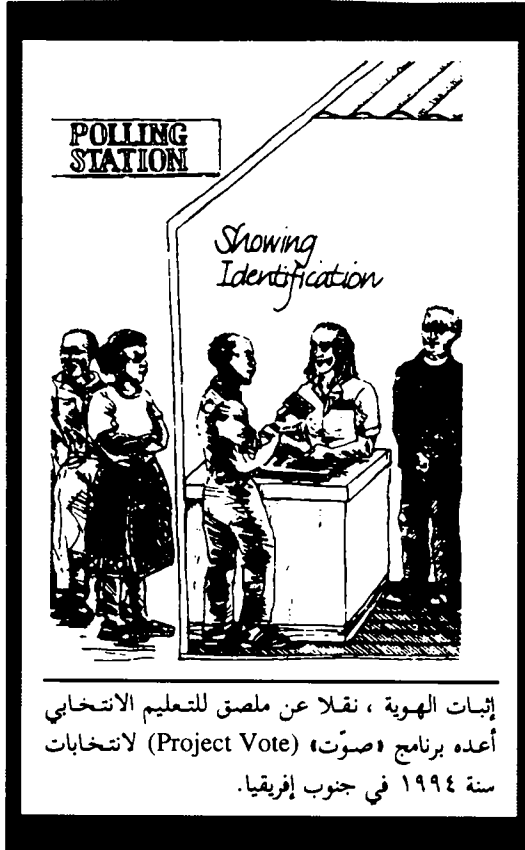 POLLING
STATION
Showing
Identification
إثبات الهوية ، نقلا عن ملصق للتعليم الانتخابي
أعده برنامج «صوّت» (Project Vote) لانتخابات
سنة ١٩٩٤ في جنوب إفريقيا.